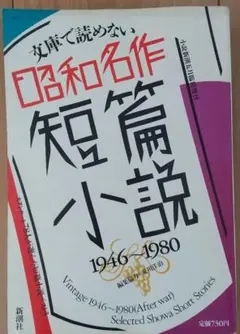 文庫で読めない
昭和名作
短篇
小説
1946〜1980
Vintage 1946〜1980(After war)
Selected Showa Short Stories
新潮社
定価750円